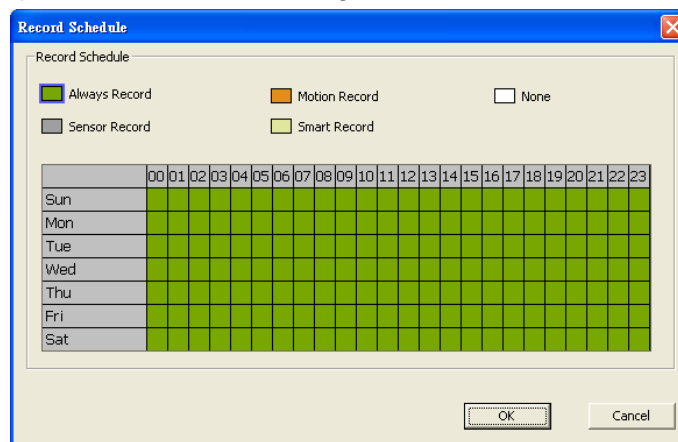 Record Schedule
Record Schedule
Always Record Motion Record None
Sensor Record Smart Record
00 01 02 03 04 05 06 07 08 09 10 11 12 13 14 15 16 17 18 19 20 21 22 23
Sun
Mon
Tue
Wed
Thu
Fri
Sat
OK Cancel